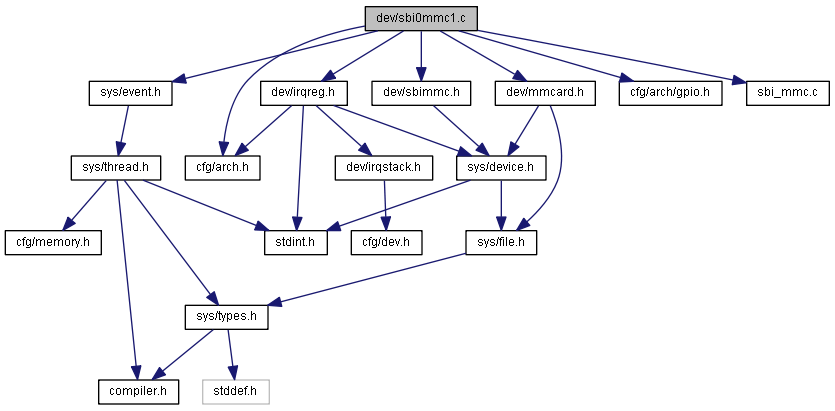 dev/sbi0mmc1.c
sys/event.h
dev/irqreg.h
dev/sbimmc.h
dev/mmcard.h
cfg/arch/gpio.h
sbi_mmc.c
sys/thread.h
cfg/arch.h
dev/irqstack.h
sys/device.h
cfg/memory.h
stdint.h
cfg/dev.h
sys/file.h
sys/types.h
compiler.h
stddef.h